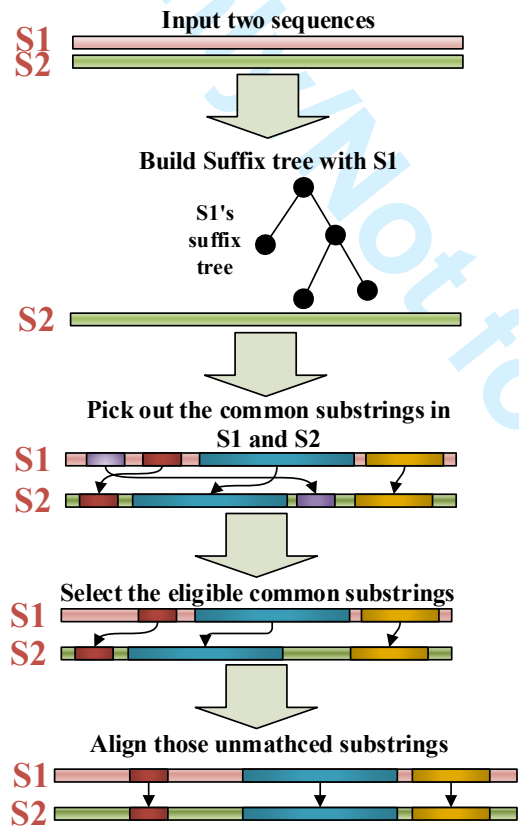 Input two sequences
S1
S2
Build Suffix tree with S1
S1's
suffix
tree
S2
Pick out the common substrings in
S1 and S2
S1
S2
Select the eligible common substrings
S1
S2
Align those unmathced substrings
S1
S2